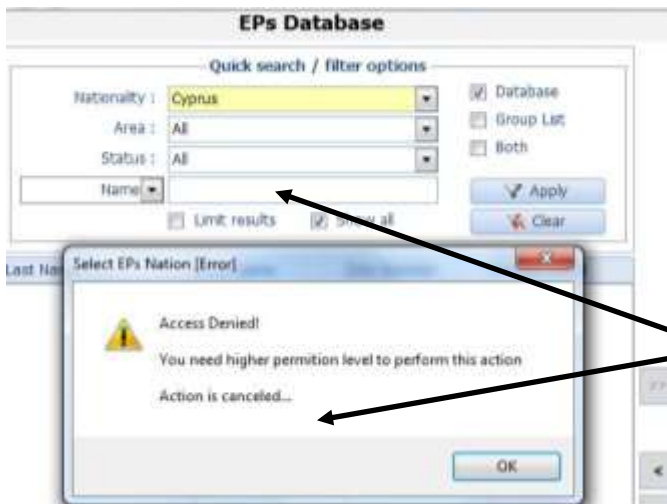 EPs Database
Quick search / filter options
Nationality : Cyprus
Database
Area : All
Group List
Status : All
Both
Name
Apply
Limit results
Show all
Clear
Last
Select EPs Nation [Error]
Access Denied!
You need higher permition level to perform this action
Action is canceled...
OK
<